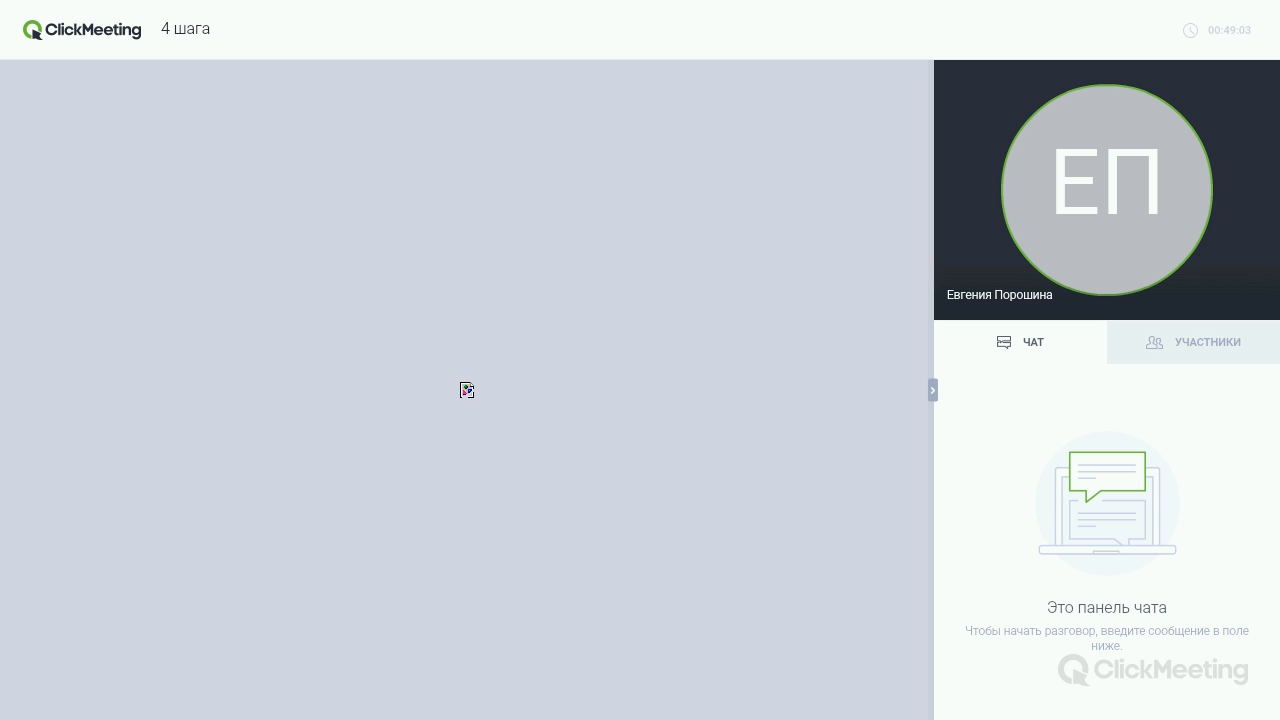 ClickMeeting
4 шага
00:49:03
ЕП
Евгения Порошина
ЧАТ
УЧАСТНИКИ
Это панель чата
Чтобы начать разговор, введите сообщение в поле
ниже.
ClickMeeting